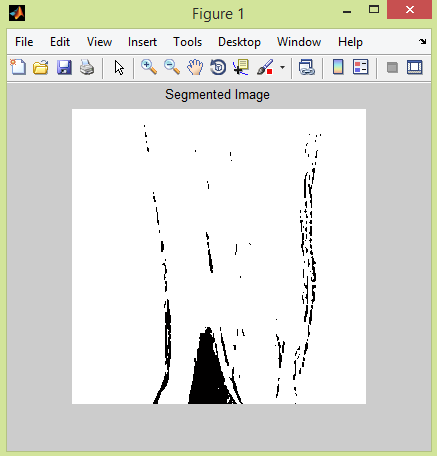 Figure 1
File Edit View Insert Tools Desktop Window Help
Segmented Image